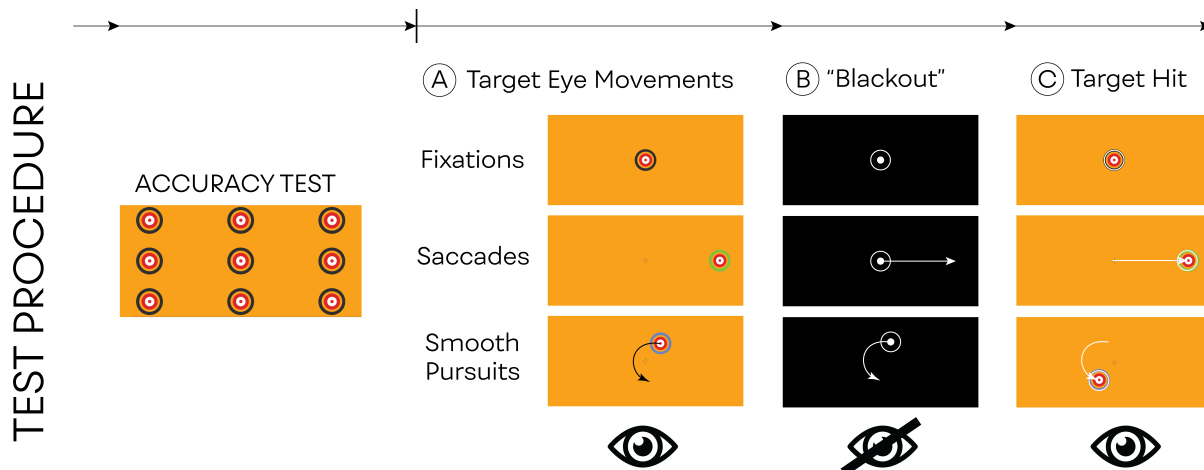 TEST PROCEDURE
ACCURACY TEST
A Target Eye Movements
B "Blackout"
C Target Hit
Fixations
Saccades
Smooth
Pursuits